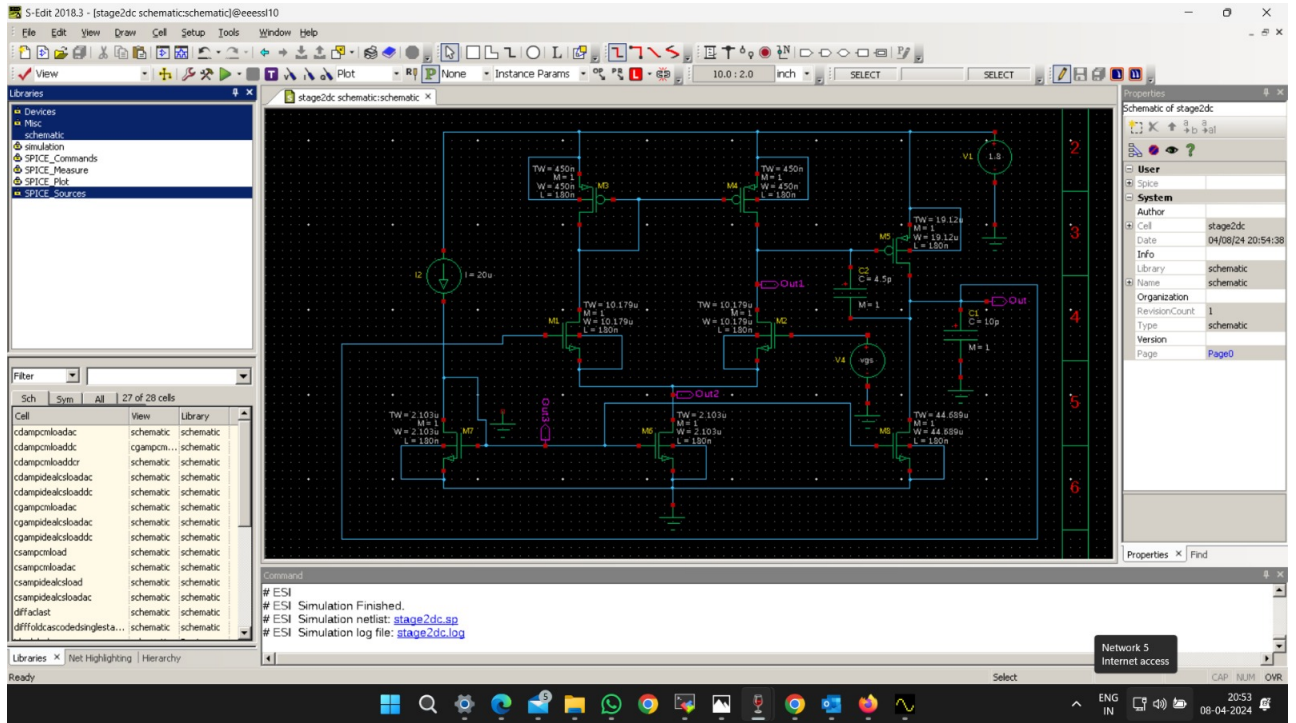 S-Edit 2018.3 - [stage2dc schematic:schematic]@eeessl10
File Edit View Draw Cell Setup Tools Window Help
View
Plot
None
Instance Params
10.0 : 2.0
inch
SELECT
SELECT
Libraries
Devices
Misc
schematic
simulation
SPICE_Commands
SPICE_Measure
SPICE_Plot
SPICE_Sources
Filter
Sch Sym All 27 of 28 cells
Cell View Library
cdampcmloadac schematic schematic
cdampcmloaddc cgampcm... schematic
cdampcmloaddcr schematic schematic
cdampidealcsloadac schematic schematic
cdampidealcsloaddc schematic schematic
cgampcmloadac schematic schematic
cgampcmloaddc schematic schematic
cgampidealcsloadac schematic schematic
cgampidealcsloaddc schematic schematic
csampcmload schematic schematic
csampcmloadac schematic schematic
csampidealcsload schematic schematic
csampidealcsloadac schematic schematic
diffaclast schematic schematic
difffoldcascodedsinglesta... schematic schematic
Libraries Net Highlighting Hierarchy
Ready
stage2dc schematic:schematic
TW = 450n
M = 1
W = 450n
L = 180n
M3
TW = 450n
M = 1
W = 450n
L = 180n
M4
V1
1.8
2
TW = 19.12u
M = 1
W = 19.12u
L = 180n
M5
3
I2
I = 20u
Out1
C2
C = 4.5p
M = 1
Out
TW = 10.179u
M = 1
W = 10.179u
L = 180n
M1
TW = 10.179u
M = 1
W = 10.179u
L = 180n
M2
C1
C = 10p
M = 1
4
V4
vgs
Out2
Out3
5
TW = 2.103u
M = 1
W = 2.103u
L = 180n
M7
TW = 2.103u
M = 1
W = 2.103u
L = 180n
M6
TW = 44.689u
M = 1
W = 44.689u
L = 180n
M8
6
Command
# ESI
# ESI Simulation Finished.
# ESI Simulation netlist: stage2dc.sp
# ESI Simulation log file: stage2dc.log
Select
CAP NUM OVR
Properties
Schematic of stage2dc
User
Spice
System
Author
Cell stage2dc
Date 04/08/24 20:54:38
Info
Library schematic
Name schematic
Organization
RevisionCount 1
Type schematic
Version
Page Page0
Properties Find
Network 5
Internet access
ENG
IN
20:53
08-04-2024